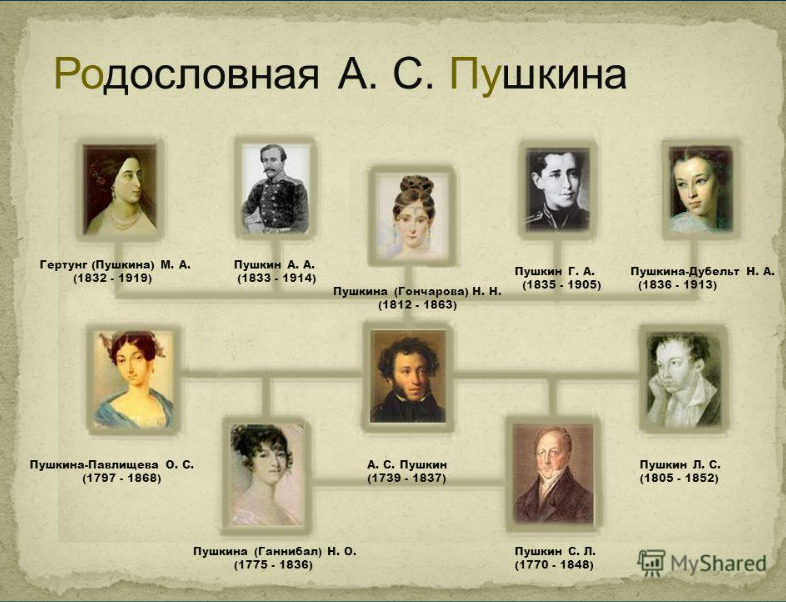 Родословная А. С. Пушкина
Гертунг (Пушкина) М. А.
(1832 - 1919)
Пушкин А. А.
(1833 - 1914)
Пушкина (Гончарова) Н. Н.
(1812 - 1863)
Пушкин Г. А.
(1835 - 1905)
Пушкина-Дубельт Н. А.
(1836 - 1913)
Пушкина-Павлищева О. С.
(1797 - 1868)
А. С. Пушкин
(1739 - 1837)
Пушкин Л. С.
(1805 - 1852)
Пушкина (Ганнибал) Н. О.
(1775 - 1836)
Пушкин С. Л.
(1770 - 1848)
MyShared